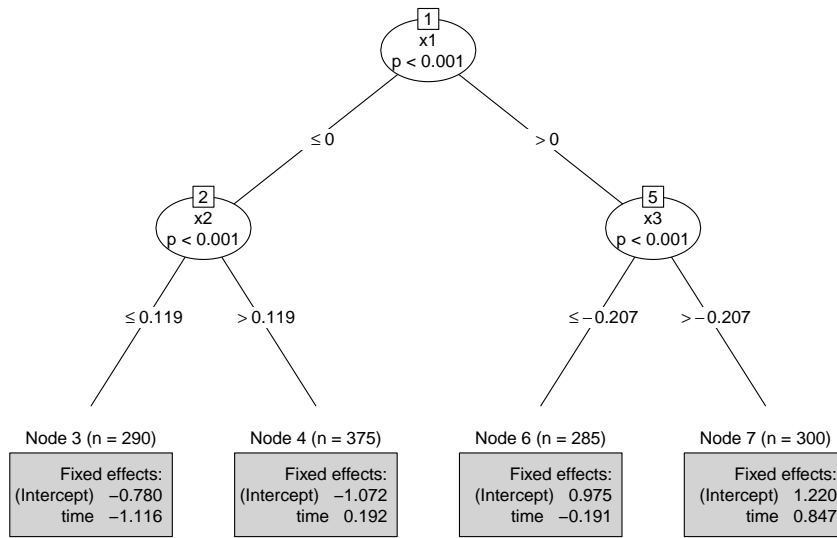 1
x1
p < 0.001
≤ 0
> 0
2
x2
p < 0.001
5
x3
p < 0.001
≤ 0.119
> 0.119
≤ −0.207
> −0.207
Node 3 (n = 290)
Fixed effects:
(Intercept) −0.780
time −1.116
Node 4 (n = 375)
Fixed effects:
(Intercept) −1.072
time 0.192
Node 6 (n = 285)
Fixed effects:
(Intercept) 0.975
time −0.191
Node 7 (n = 300)
Fixed effects:
(Intercept) 1.220
time 0.847